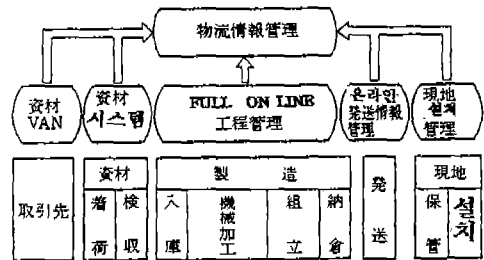 物流情報管理
資材
VAN
資材
시스템
FULL ON LINE
工程管理
온라인
発送情報
管理
現地
설치
管理
取引先
資材
着荷
検収
製造
入庫
機械加工
組立
納倉
発送
現地
保管
설치